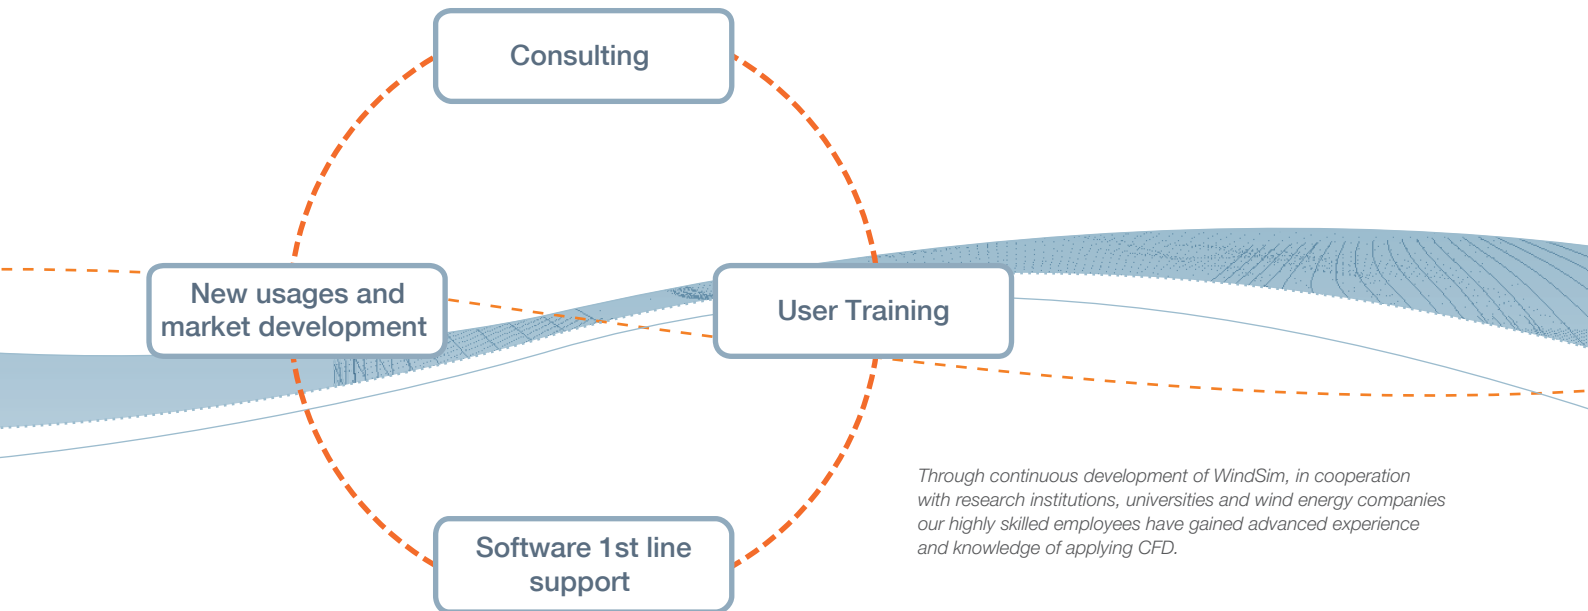 Consulting
New usages and
market development
User Training
Software 1st line
support
Through continuous development of WindSim, in cooperation
with research institutions, universities and wind energy companies
our highly skilled employees have gained advanced experience
and knowledge of applying CFD.